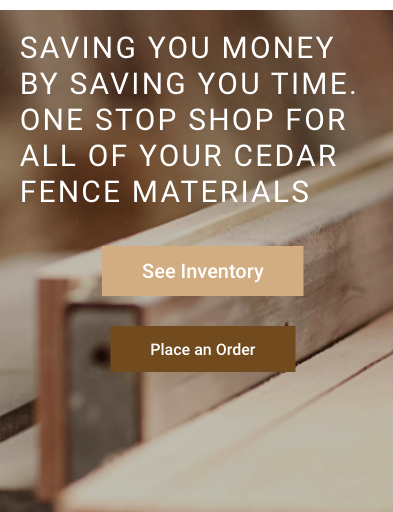 SAVING YOU MONEY
BY SAVING YOU TIME.
ONE STOP SHOP FOR
ALL OF YOUR CEDAR
FENCE MATERIALS
See Inventory
Place an Order